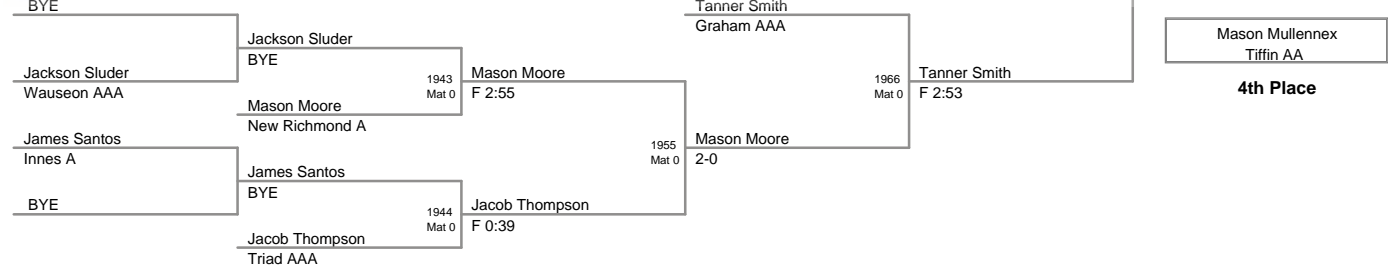 BYE
Tanner Smith
Graham AAA
Mason Mullennex
Tiffin AA
4th Place
Jackson Sluder
BYE
Jackson Sluder
Wauseon AAA
1943
Mat 0
Mason Moore
F 2:55
1966
Mat 0
Tanner Smith
F 2:53
Mason Moore
New Richmond A
James Santos
Innes A
1955
Mat 0
Mason Moore
2-0
James Santos
BYE
BYE
1944
Mat 0
Jacob Thompson
F 0:39
Jacob Thompson
Triad AAA